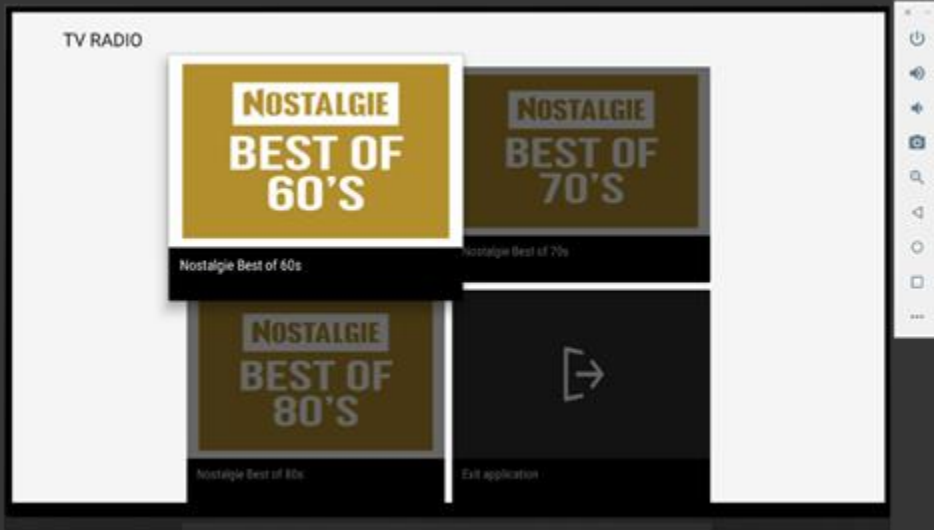 TV RADIO
NOSTALGIE
BEST OF
60'S
Nostalgie Best of 60s
NOSTALGIE
BEST OF
70'S
Nostalgie Best of 70s
NOSTALGIE
BEST OF
80'S
Nostalgie Best of 80s
Exit application